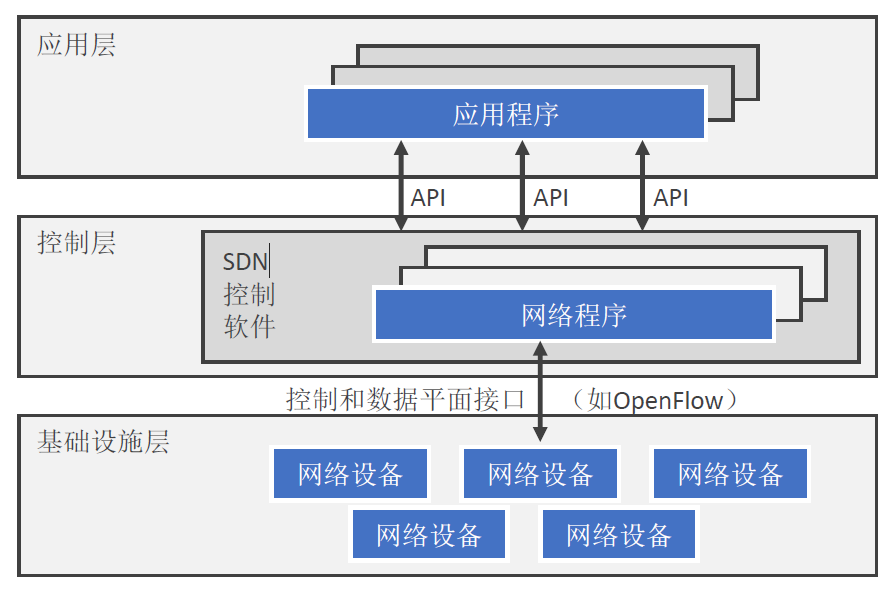 应用层
应用程序
API API API
控制层
SDN
控制
软件
网络程序
控制和数据平面接口 （如OpenFlow）
基础设施层
网络设备 网络设备 网络设备
网络设备 网络设备